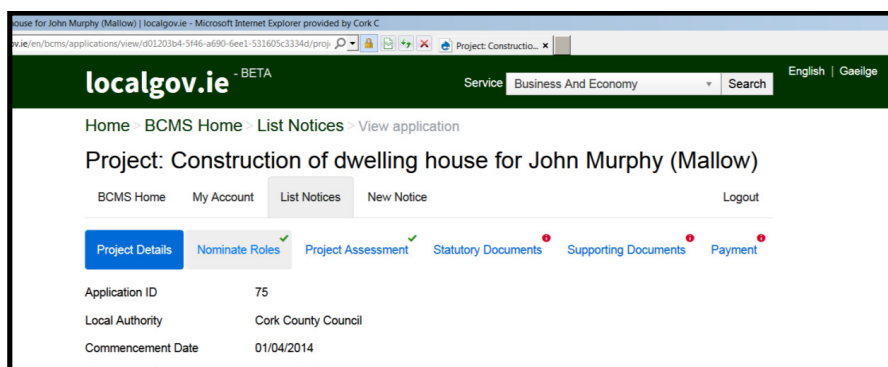 ouse for John Murphy (Mallow) | localgov.ie - Microsoft Internet Explorer provided by Cork C
ov.ie/en/bcms/applications/view/d01203b4-5f46-a690-6ee1-531605c3334d/proj
Project: Constructio...
localgov.ie - BETA
Service Business And Economy Search English | Gaeilge
Home > BCMS Home > List Notices > View application
Project: Construction of dwelling house for John Murphy (Mallow)
BCMS Home My Account List Notices New Notice Logout
Project Details Nominate Roles Project Assessment Statutory Documents Supporting Documents Payment
Application ID 75
Local Authority Cork County Council
Commencement Date 01/04/2014